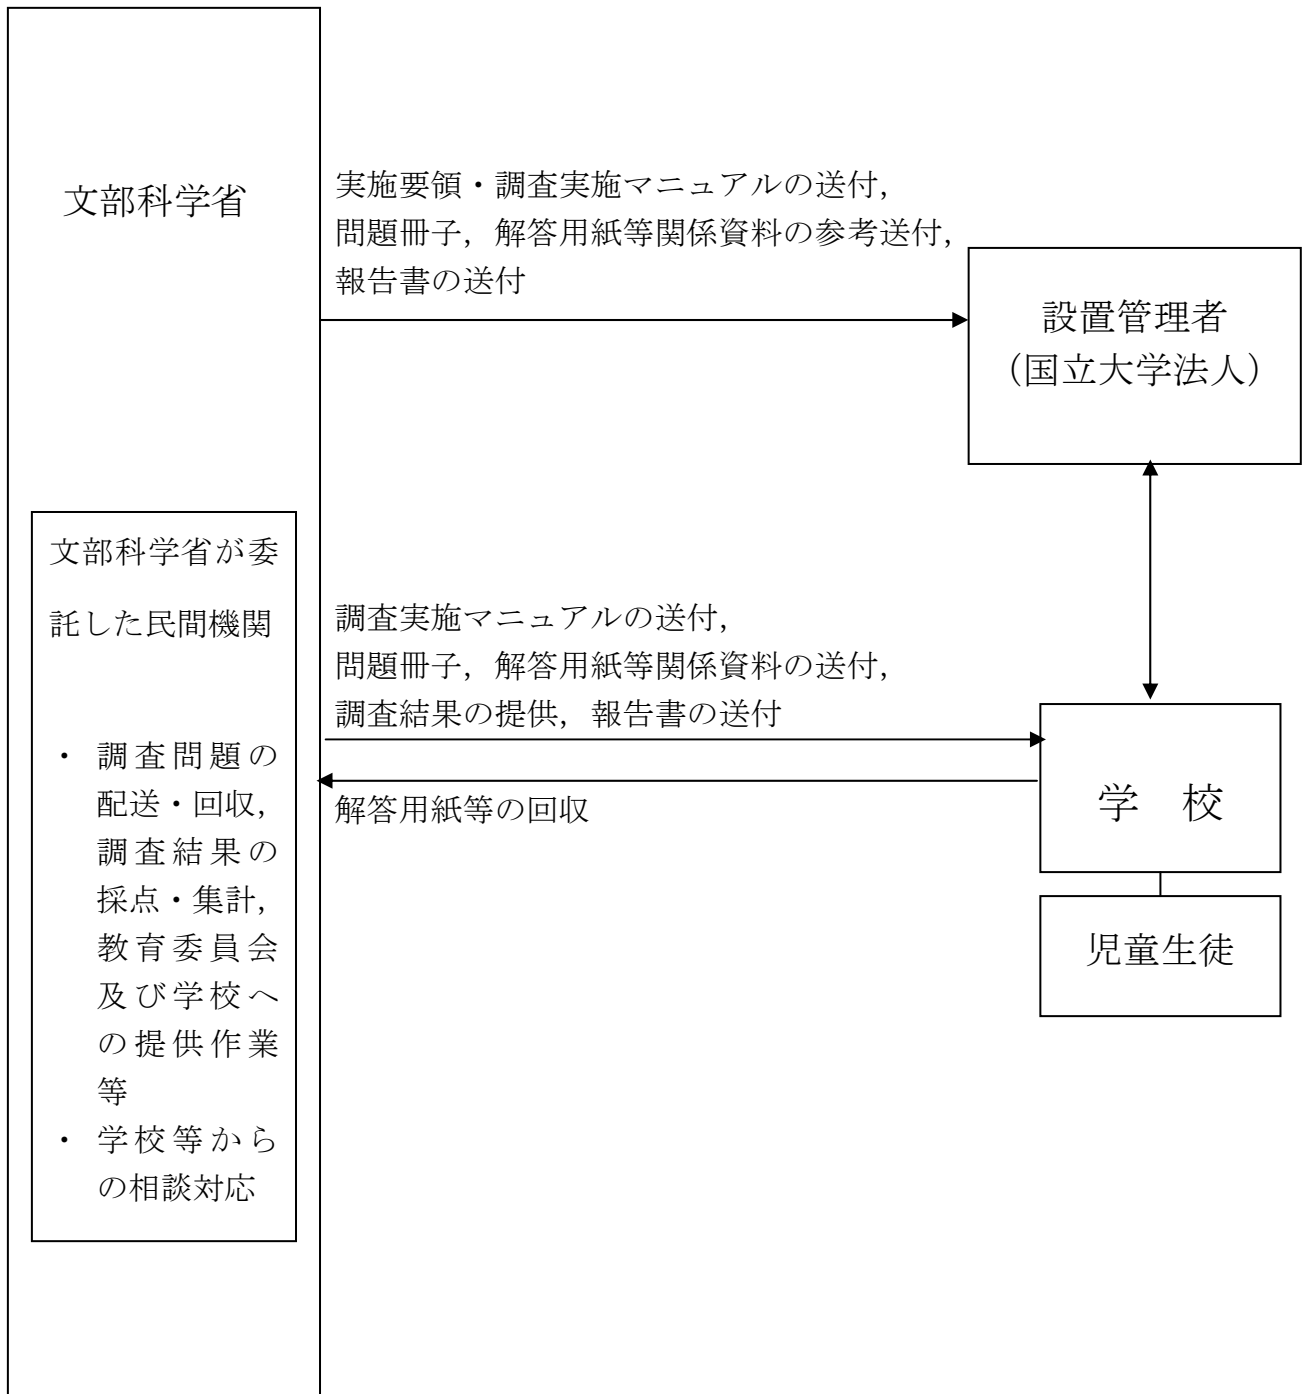 文部科学省
実施要領・調査実施マニュアルの送付，
問題冊子，解答用紙等関係資料の参考送付，
報告書の送付
設置管理者
（国立大学法人）
文部科学省が委
託した民間機関
・ 調査問題の
配送・回収，
調査結果の
採点・集計，
教育委員会
及び学校へ
の提供作業
等
・ 学校等から
の相談対応
調査実施マニュアルの送付，
問題冊子，解答用紙等関係資料の送付，
調査結果の提供，報告書の送付
解答用紙等の回収
学　校
児童生徒